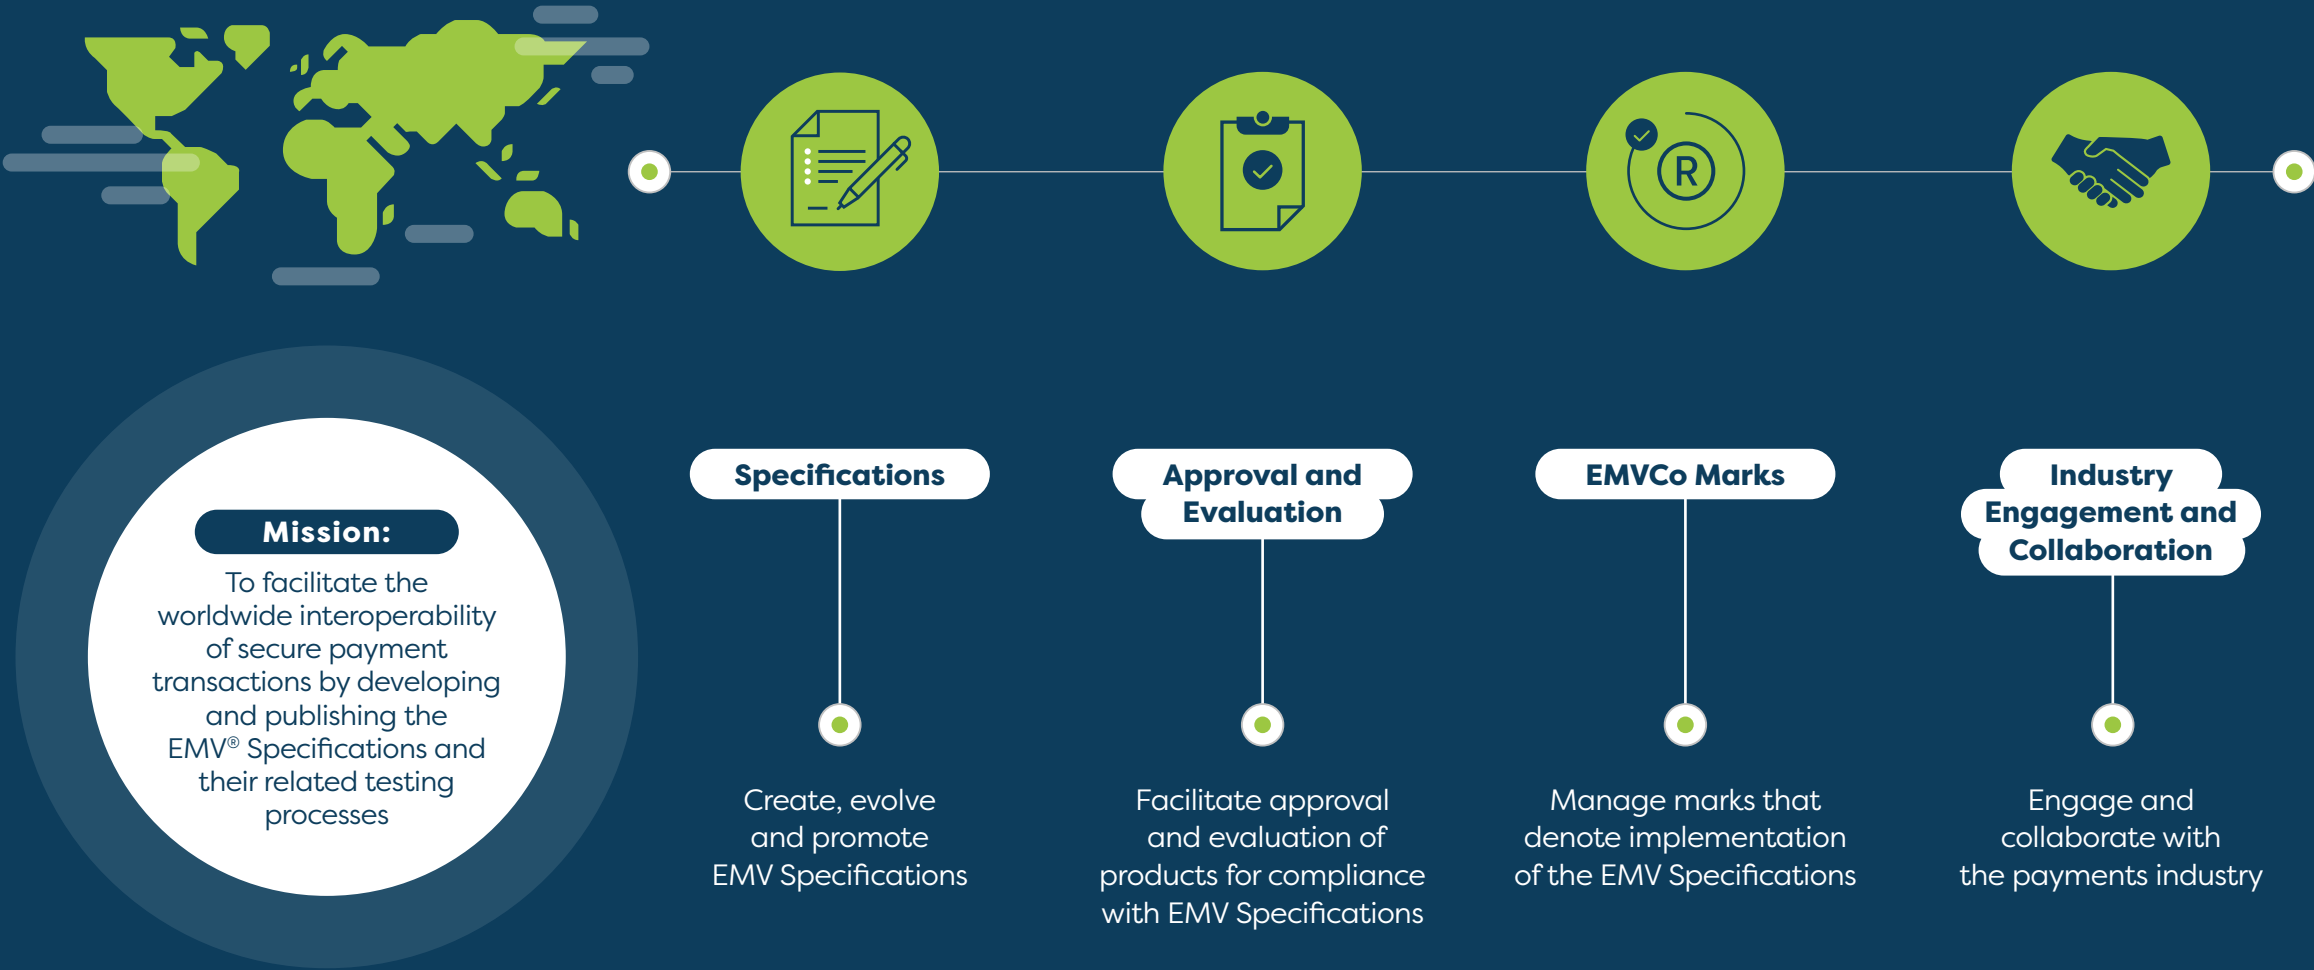 R
Mission:
To facilitate the
worldwide interoperability
of secure payment
transactions by developing
and publishing the
EMV® Specifications and
their related testing
processes
Specifications
Create, evolve
and promote
EMV Specifications
Approval and
Evaluation
Facilitate approval
and evaluation of
products for compliance
with EMV Specifications
EMVCo Marks
Manage marks that
denote implementation
of the EMV Specifications
Industry
Engagement and
Collaboration
Engage and
collaborate with
the payments industry